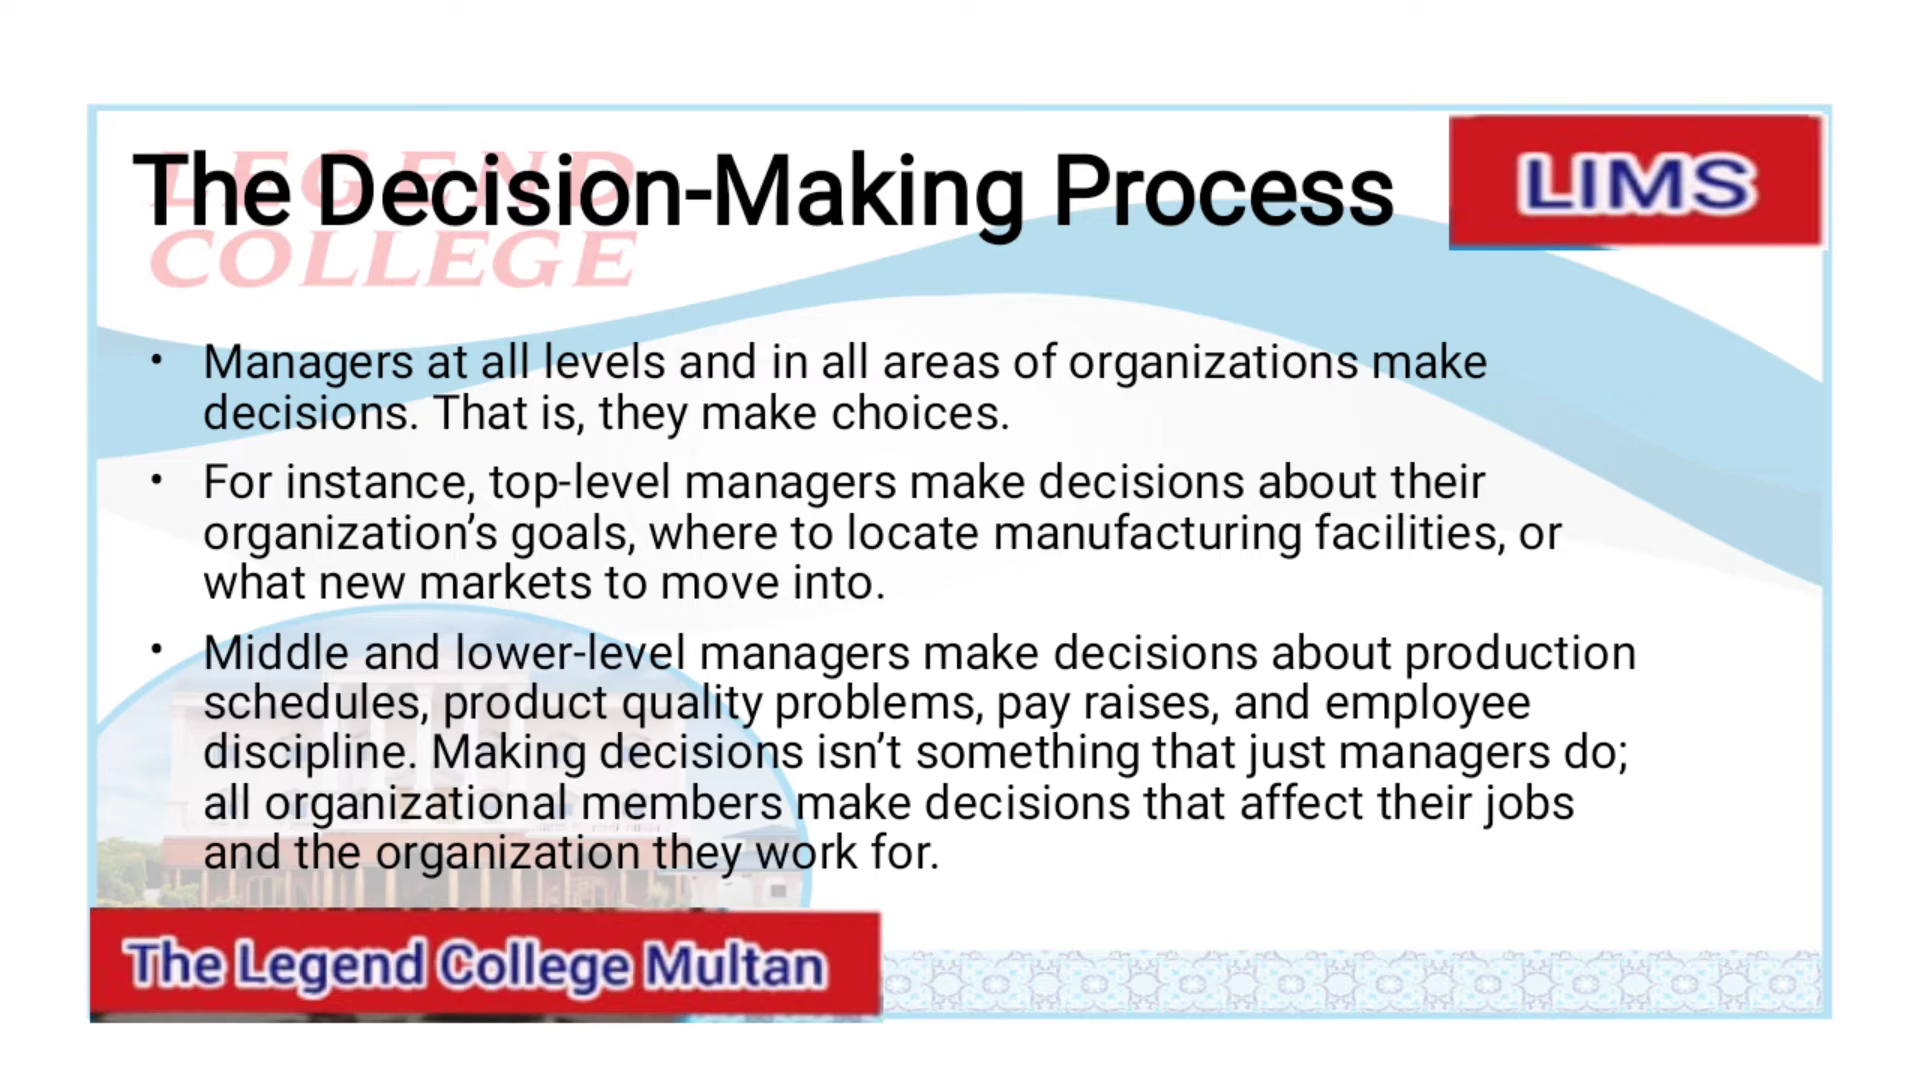 The Decision-Making Process
LIMS
LEGEND
COLLEGE
• Managers at all levels and in all areas of organizations make
decisions. That is, they make choices.
• For instance, top-level managers make decisions about their
organization’s goals, where to locate manufacturing facilities, or
what new markets to move into.
• Middle and lower-level managers make decisions about production
schedules, product quality problems, pay raises, and employee
discipline. Making decisions isn’t something that just managers do;
all organizational members make decisions that affect their jobs
and the organization they work for.
The Legend College Multan